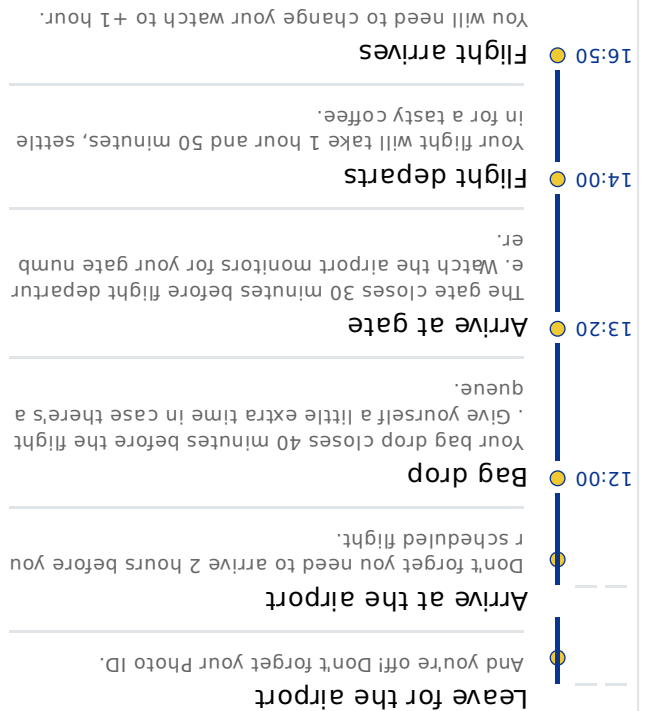 Leave for the airport
And you're off! Don't forget your Photo ID.
Arrive at the airport
Don't forget you need to arrive 2 hours before you
r scheduled flight.
12:00
Bag drop
Your bag drop closes 40 minutes before the flight
. Give yourself a little extra time in case there's a
queue.
13:20
Arrive at gate
The gate closes 30 minutes before flight departur
e. Watch the airport monitors for your gate numb
er.
14:00
Flight departs
Your flight will take 1 hour and 50 minutes, settle
in for a tasty coffee.
16:50
Flight arrives
You will need to change your watch to +1 hour.